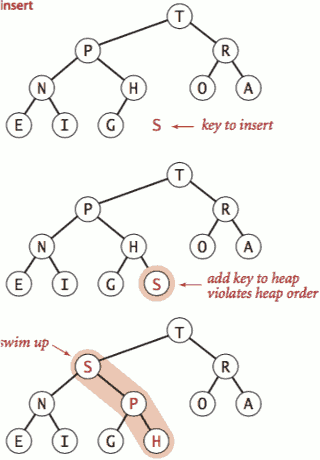 insert
T
P R
N H O A
E I G S key to insert
T
P R
N H O A
E I G S add key to heap
violates heap order
swim up
T
S R
N P O A
E I G H